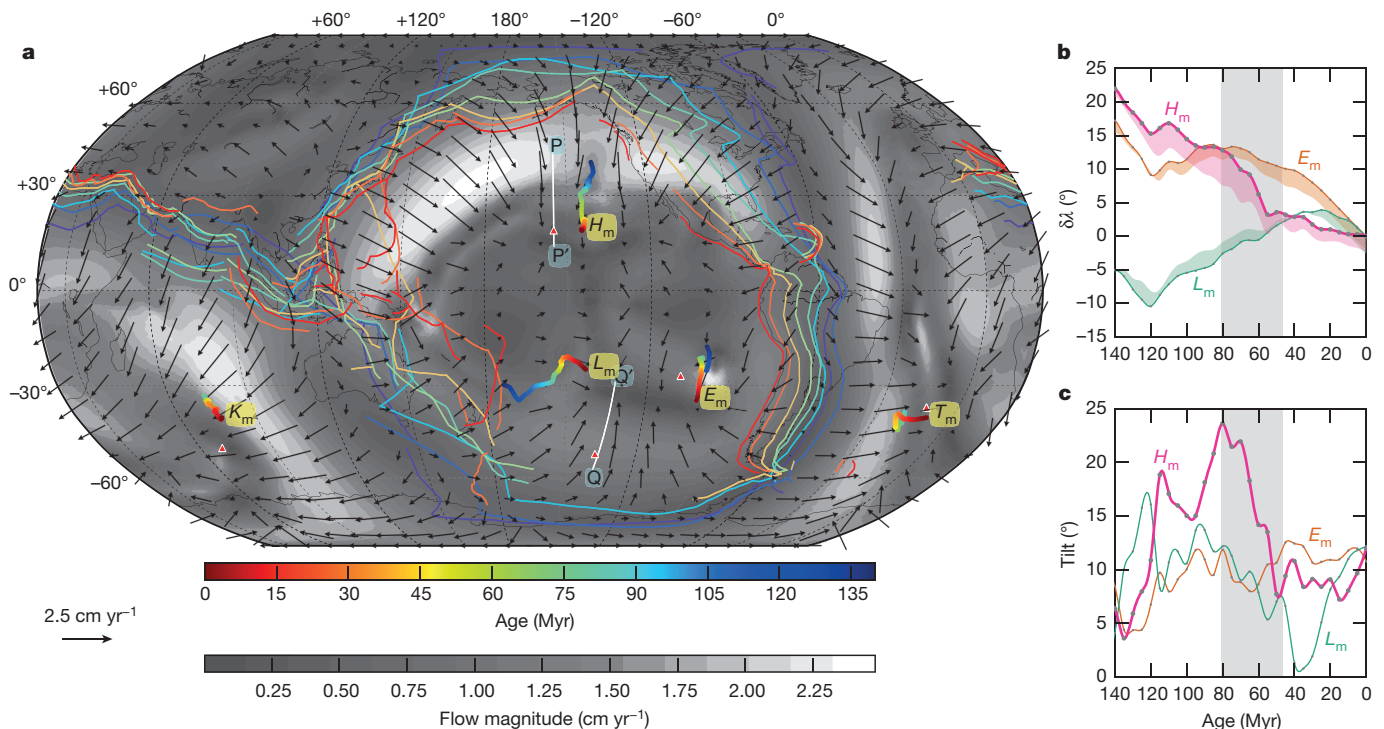 a
+60° +120° 180° −120° −60° 0°
+60°
+30°
0°
−30°
−60°
P
P′
Hm
Lm
Q′
Q
Em
Km
Tm
0 15 30 45 60 75 90 105 120 135
Age (Myr)
2.5 cm yr−1
0.25 0.50 0.75 1.00 1.25 1.50 1.75 2.00 2.25
Flow magnitude (cm yr−1)
b
25
20
15
10
5
0
−5
−10
−15
δλ (°)
Hm
Em
Lm
140 120 100 80 60 40 20 0
c
25
20
15
10
5
0
Tilt (°)
Hm
Em
Lm
140 120 100 80 60 40 20 0
Age (Myr)